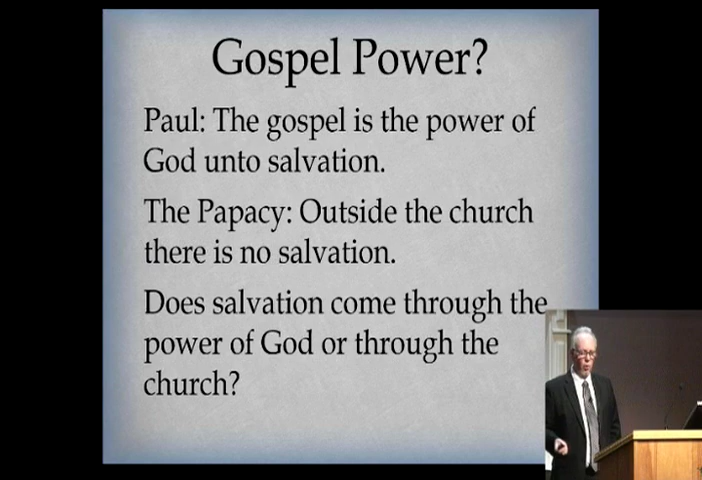 Gospel Power?
Paul: The gospel is the power of
God unto salvation.
The Papacy: Outside the church
there is no salvation.
Does salvation come through the
power of God or through the
church?